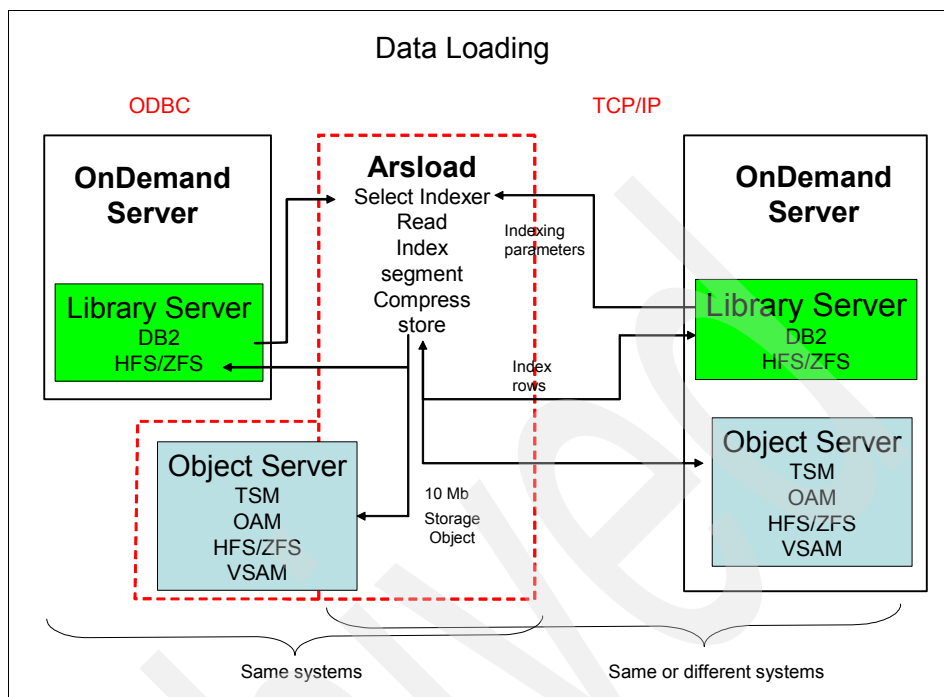 Data Loading
ODBC
TCP/IP
OnDemand
Server
Library Server
DB2
HFS/ZFS
Object Server
TSM
OAM
HFS/ZFS
VSAM
Arsload
Select Indexer
Read
Index
segment
Compress
store
Indexing
parameters
Index
rows
10 Mb
Storage
Object
OnDemand
Server
Library Server
DB2
HFS/ZFS
Object Server
TSM
OAM
HFS/ZFS
VSAM
Same systems
Same or different systems